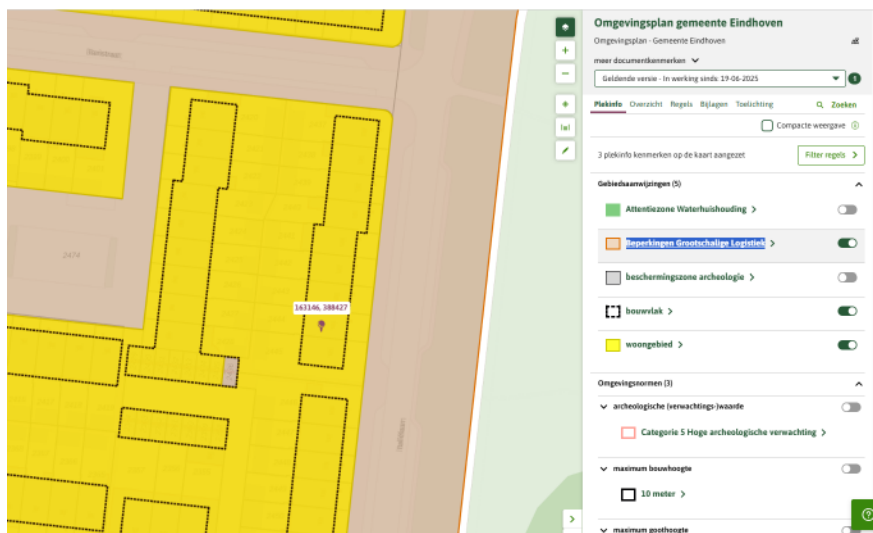 Omgevingsplan gemeente Eindhoven
Omgevingsplan - Gemeente Eindhoven
meer documentkenmerken
Geldende versie - In werking sinds: 19-06-2025
1
Plekinfo Overzicht Regels Bijlagen Toelichting Zoeken
Compacte weergave
3 plekinfo kenmerken op de kaart aangezet
Filter regels
Gebiedsaanwijzingen (5)
Attentiezone Waterhuishouding
Beperkingen Grootschalige Logistiek
beschermingszone archeologie
bouwvlak
woongebied
Omgevingsnormen (3)
archeologische (verwachtings-)waarde
Categorie 5 Hoge archeologische verwachting
maximum bouwhoogte
10 meter
maximum goothoogte
2474
163146, 388427